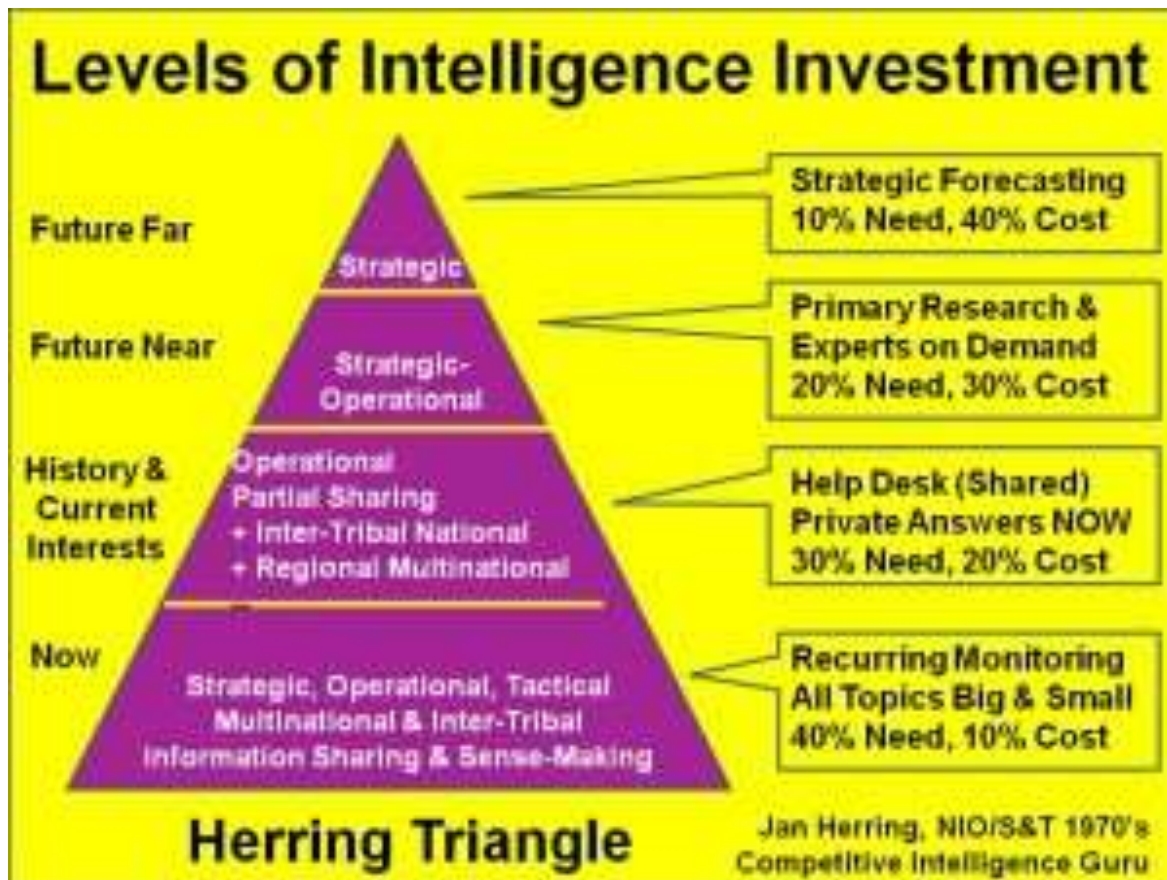 Levels of Intelligence Investment
Future Far
Strategic
Strategic Forecasting
10% Need, 40% Cost
Future Near
Strategic-
Operational
Primary Research &
Experts on Demand
20% Need, 30% Cost
History &
Current
Interests
Operational
Partial Sharing
+ Inter-Tribal National
+ Regional Multinational
Help Desk (Shared)
Private Answers NOW
30% Need, 20% Cost
Now
Strategic, Operational, Tactical
Multinational & Inter-Tribal
Information Sharing & Sense-Making
Recurring Monitoring
All Topics Big & Small
40% Need, 10% Cost
Herring Triangle
Jan Herring, NIO/S&T 1970's
Competitive Intelligence Guru